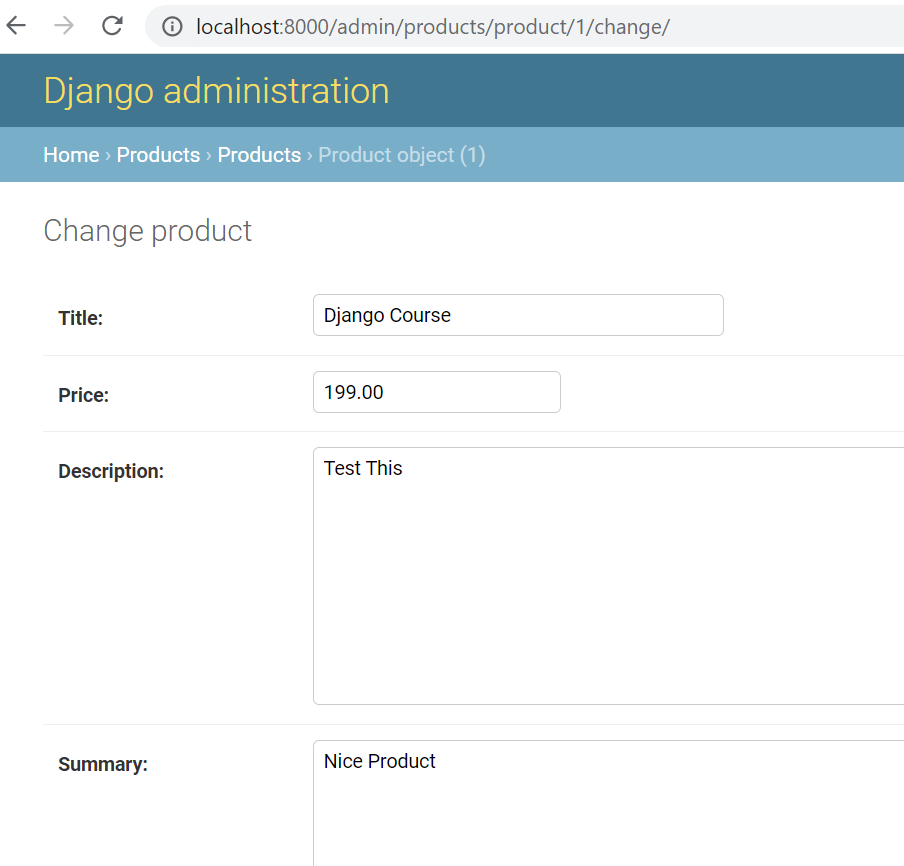 localhost:8000/admin/products/product/1/change/
Django administration
Home › Products › Products › Product object (1)
Change product
Title: Django Course
Price: 199.00
Description: Test This
Summary: Nice Product